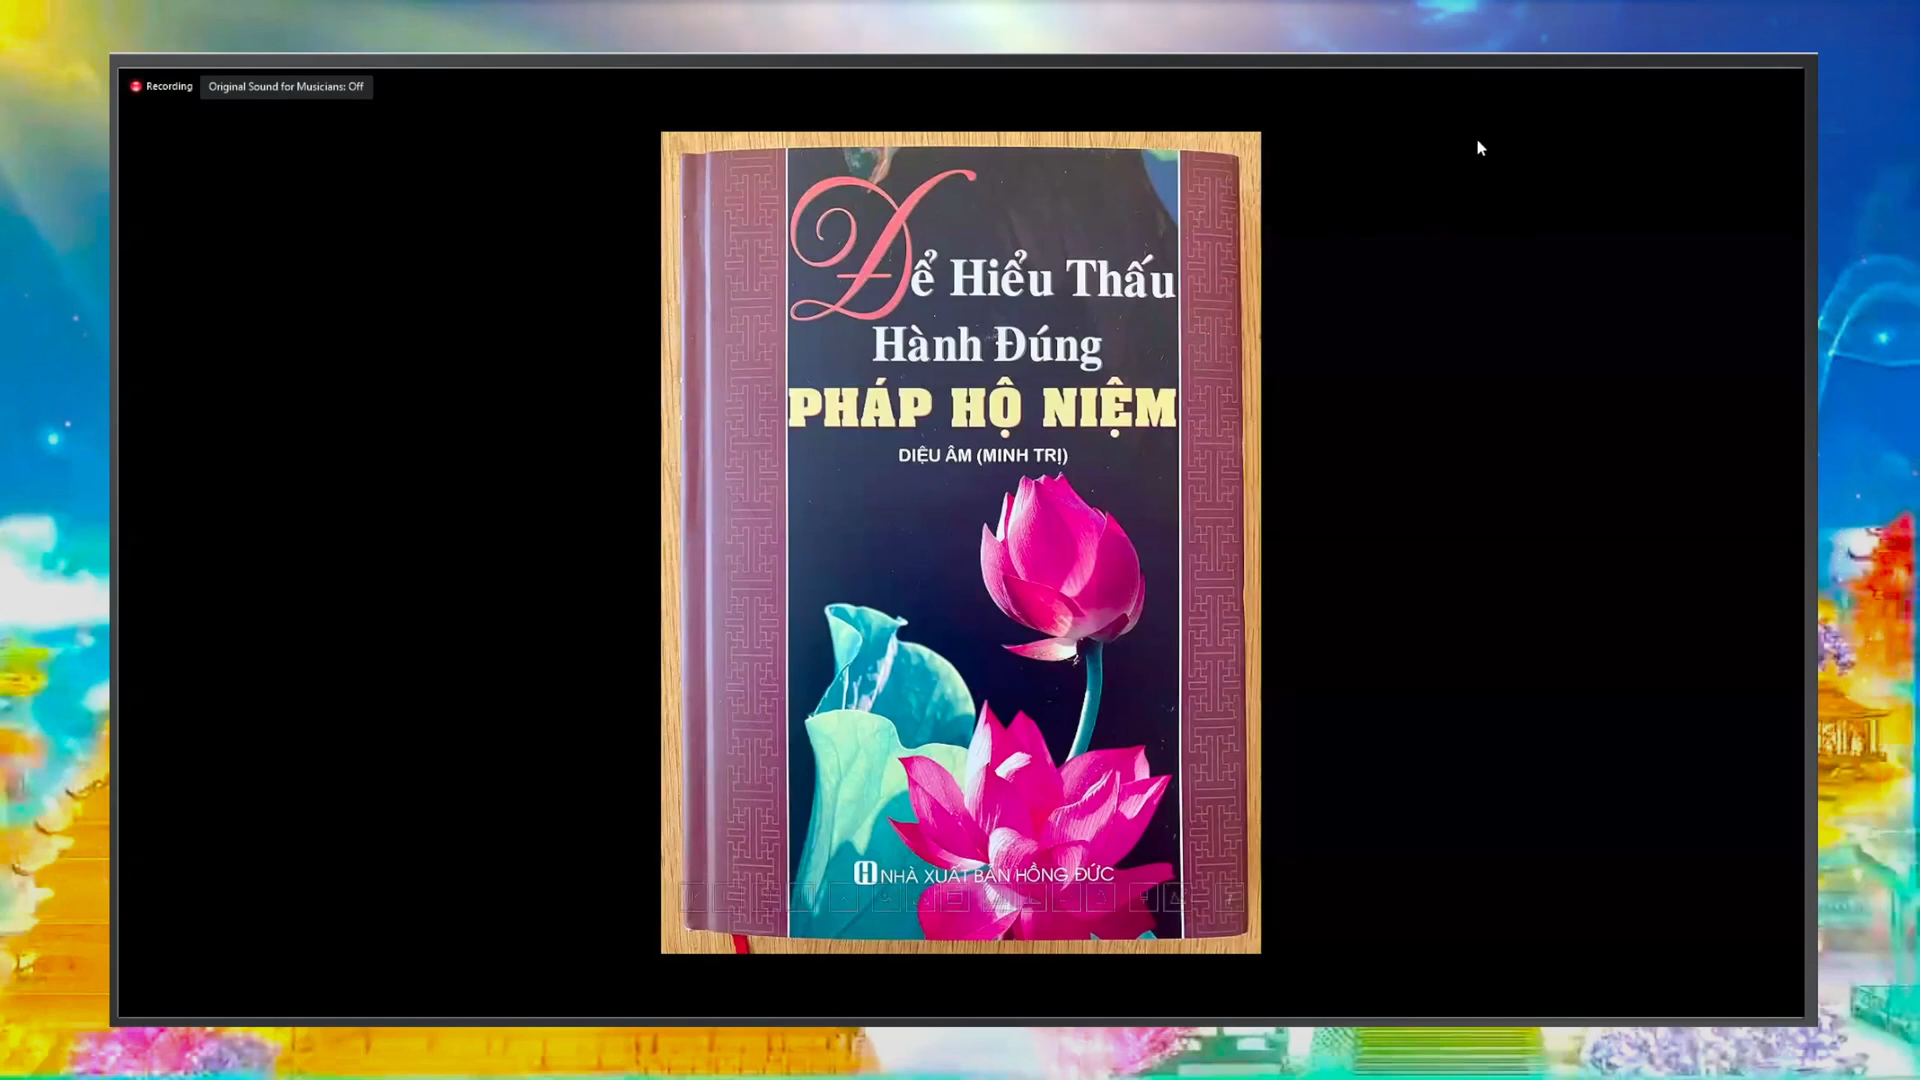 Recording
Original Sound for Musicians: Off
Để Hiểu Thấu
Hành Đúng
PHÁP HỘ NIỆM
DIỆU ÂM (MINH TRỊ)
NHÀ XUẤT BẢN HỒNG ĐỨC